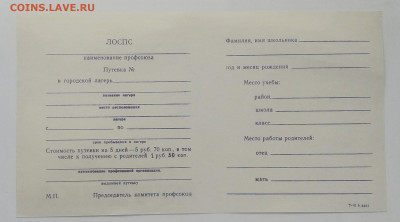 COINS.LAVE.RU
ЛОСПС
наименование профсоюза
Путевка №
в городской лагерь
название лагеря
место расположения
начало
с по
срок пребывания в лагере
Стоимость путевки на 5 дней—5 руб. 70 коп., в том
числе к получению с родителей 1 руб. 30 коп.
наименование профсоюзной организации,
выдавшей путевку
Председатель комитета профсоюза
Фамилия, имя школьника
год и месяц рождения
Место учебы:
район
школа
класс
Место работы родителей:
отец
мать